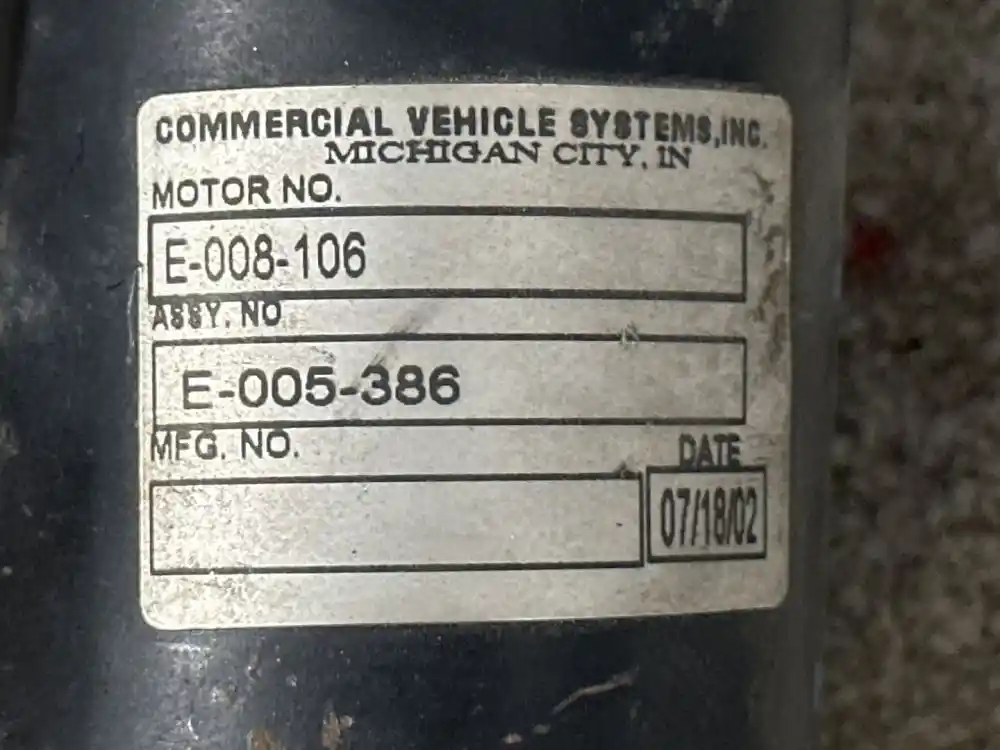 COMMERCIAL VEHICLE SYSTEMS,INC.
MICHIGAN CITY, IN
MOTOR NO.
E-008-106
ASSY. NO
E-005-386
MFG. NO.
DATE
07/18/02